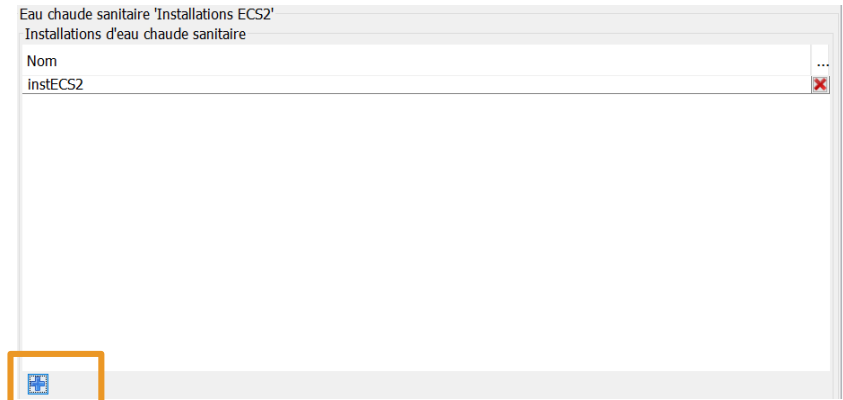 Eau chaude sanitaire 'Installations ECS2'
Installations d'eau chaude sanitaire
Nom ...
instECS2